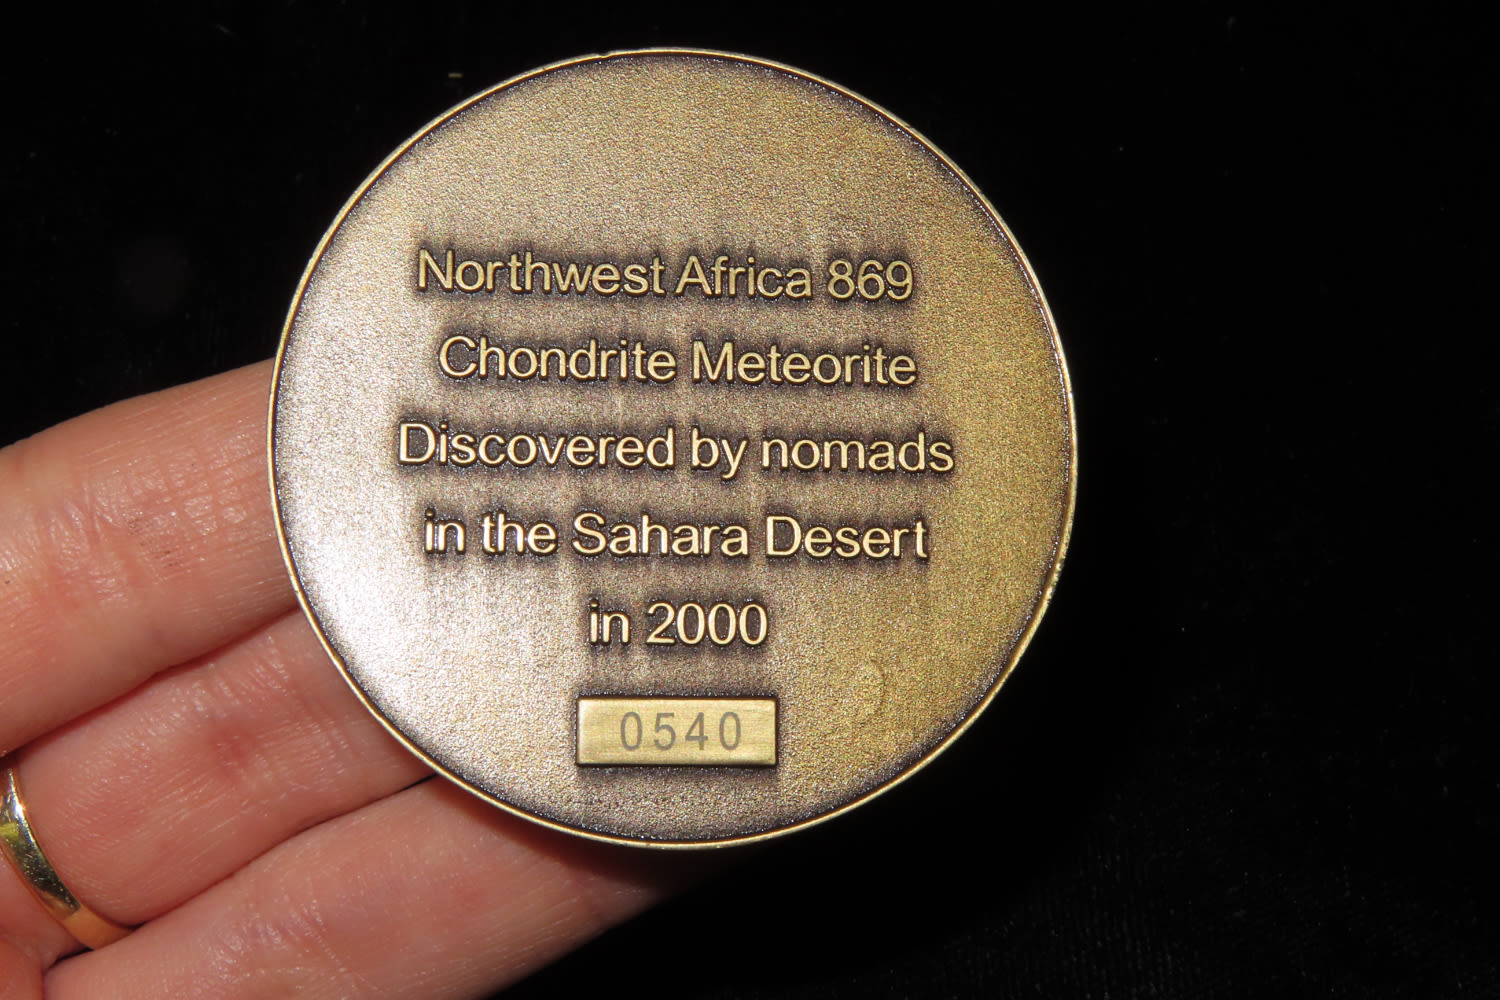 Northwest Africa 869
Chondrite Meteorite
Discovered by nomads
in the Sahara Desert
in 2000
0540